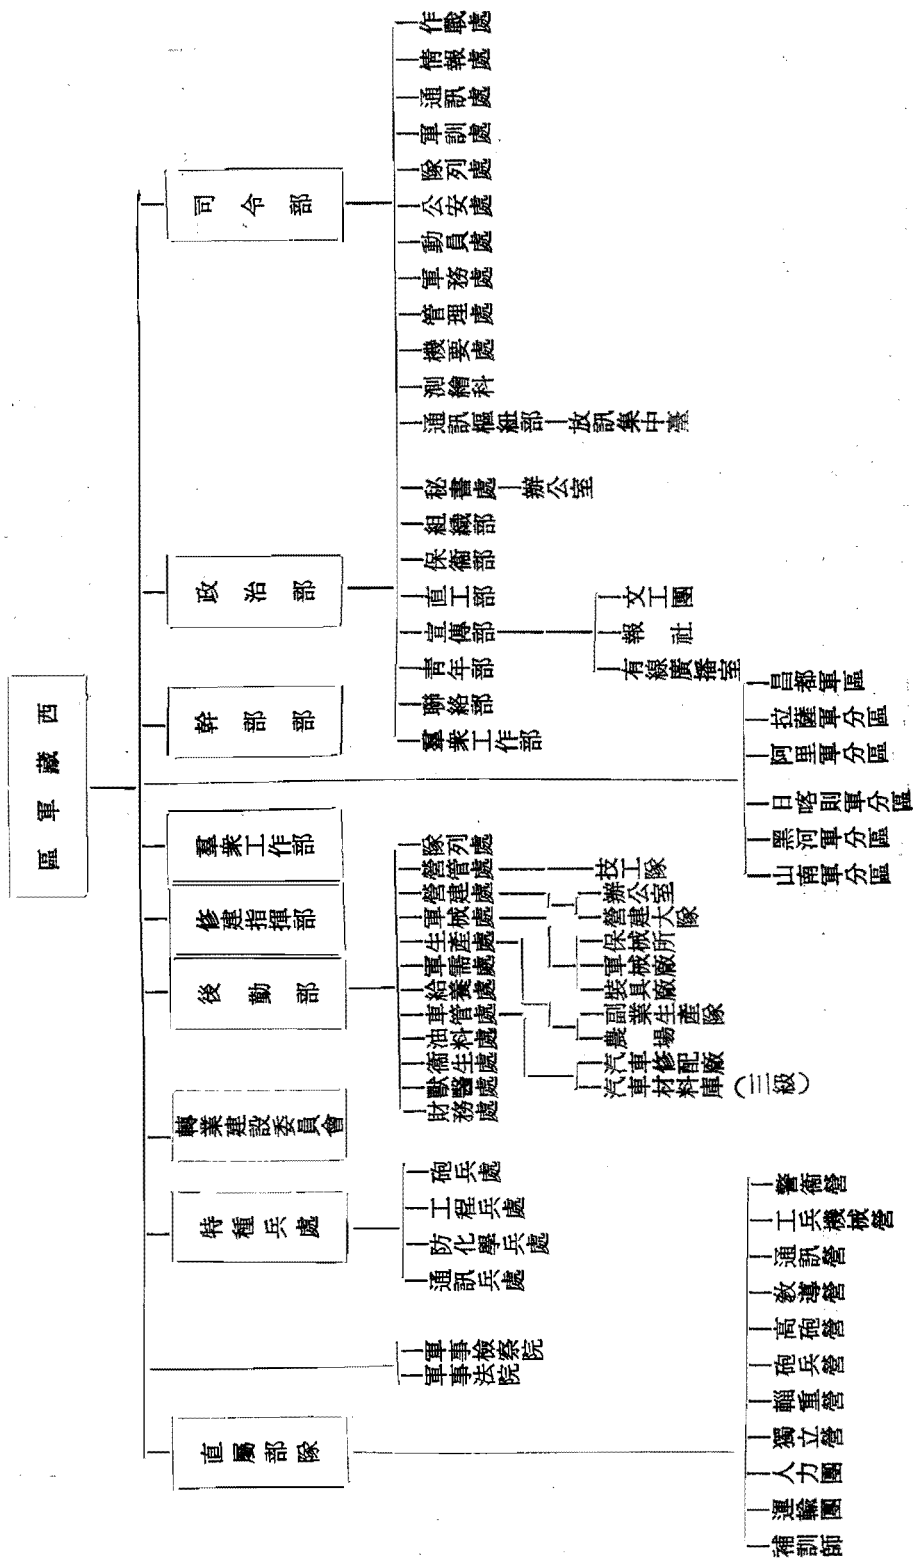 西藏軍區
司令部
作戰處
情報處
通訊處
軍訓處
隊列處
公安處
動員處
軍務處
管理處
機要處
測繪科
通訊樞紐部
放訊集中臺
政治部
秘書處
辦公室
組織部
保衞部
直工部
宣傳部
文工團
報社
有線廣播室
青年部
聯絡部
羣衆工作部
幹部部
昌都軍區
拉薩軍分區
阿里軍分區
日喀則軍分區
黑河軍分區
山南軍分區
羣衆工作部
修建指揮部
後勤部
隊列處
營管處
技工隊
營建處
辦公室
營建大隊
軍械處
保械所
軍械廠
裝具廠
生產處
副業生產隊
農場
軍需處
給養處
車管處
汽車修配廠
汽車材料庫(三級)
油料處
衞生處
獸醫處
財務處
轉業建設委員會
特種兵處
砲兵處
工程兵處
防化學兵處
通訊兵處
軍事檢察院
軍事法院
直屬部隊
警衞營
工兵機械營
通訊營
敎導營
高砲營
砲兵營
輜重營
獨立營
人力團
運輸團
補訓師